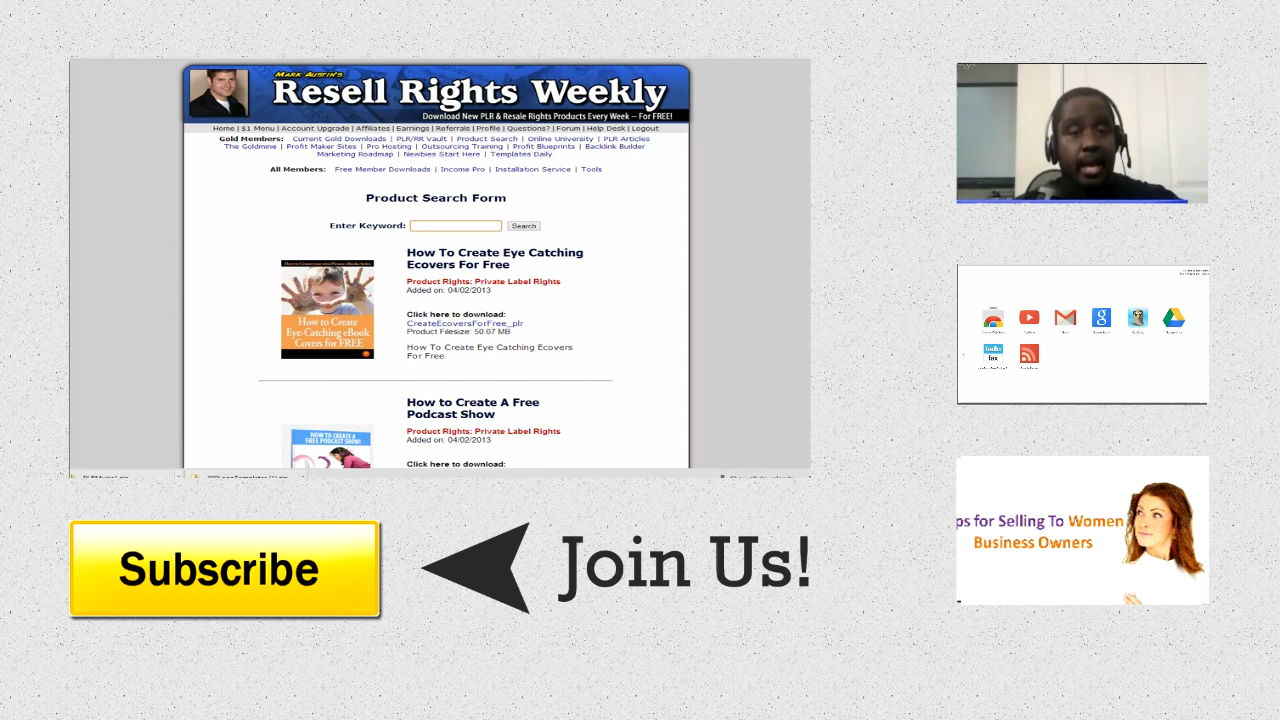 MARK AUSTIN'S
Resell Rights Weekly
Download New PLR & Resale Rights Products Every Week -- For FREE!
Home | $1 Menu | Account Upgrade | Affiliates | Earnings | Referrals | Profile | Questions? | Forum | Help Desk | Logout
Gold Members: Current Gold Downloads | PLR/RR Vault | Product Search | Online University | PLR Articles
The Goldmine | Profit Maker Sites | Pro Hosting | Outsourcing Training | Profit Blueprints | Backlink Builder
Marketing Roadmap | Newbies Start Here | Templates Daily
All Members: Free Member Downloads | Income Pro | Installation Service | Tools
Product Search Form
Enter Keyword: Search
How To Create Eye Catching
Ecovers For Free
Product Rights: Private Label Rights
Added on: 04/02/2013
Click here to download:
CreateEcoversForFree_plr
Product Filesize: 50.67 MB
How To Create Eye Catching Ecovers
For Free
How to Create
Eye-Catching eBook
Covers for FREE
How to Create A Free
Podcast Show
Product Rights: Private Label Rights
Added on: 04/02/2013
Click here to download:
HOW TO CREATE A
FREE PODCAST SHOW!
hello
fax
ps for Selling To Women
Business Owners
Subscribe
Join Us!